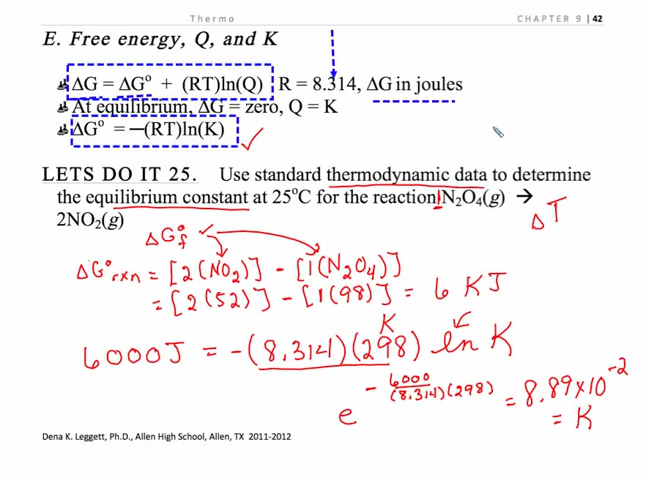 Thermo CHAPTER 9 | 42
E. Free energy, Q, and K
ΔG = ΔG° + (RT)ln(Q) R = 8.314, ΔG in joules
At equilibrium, ΔG = zero, Q = K
ΔG° = –(RT)ln(K) ✓
LETS DO IT 25. Use standard thermodynamic data to determine
the equilibrium constant at 25°C for the reaction N₂O₄(g) →
2NO₂(g)
ΔT
ΔG°f ✓
ΔG°rxn = [2(NO₂)] - [1(N₂O₄)]
= [2(52)] - [1(98)] = 6 KJ
K
6000J = -(8.314)(298) ln K
e^(- 6000/(8.314)(298)) = 8.89×10⁻²
= K
Dena K. Leggett, Ph.D., Allen High School, Allen, TX 2011-2012